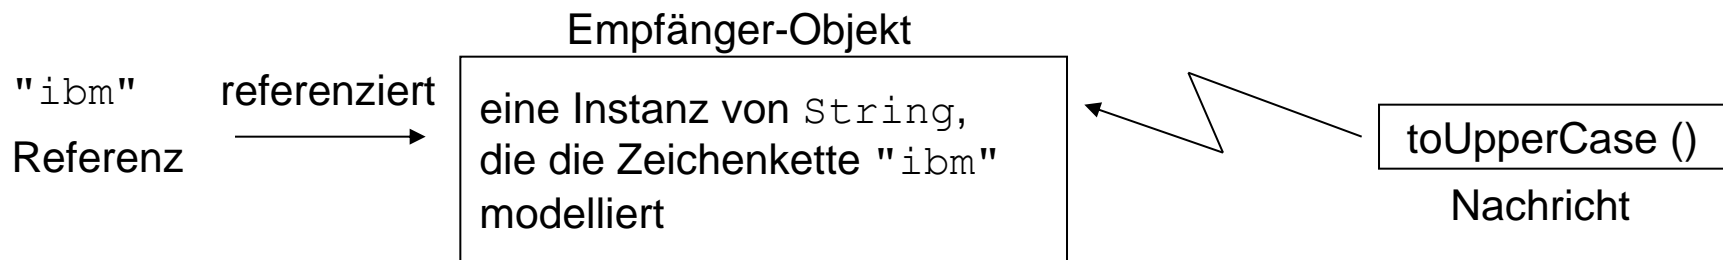 Empfänger-Objekt
"ibm"
referenziert
Referenz
eine Instanz von String,
die die Zeichenkette "ibm"
modelliert
toUpperCase ()
Nachricht